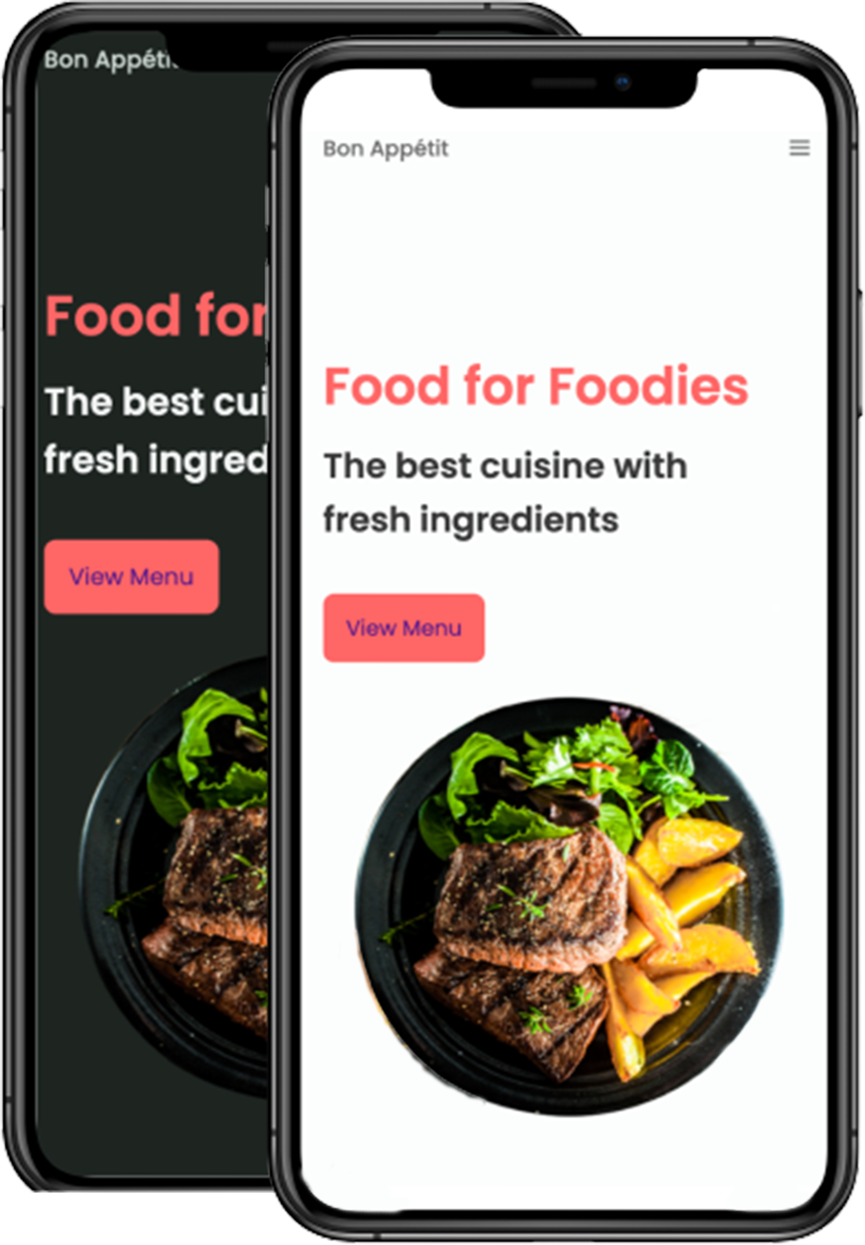 Bon Appétit
Food for
The best cui
fresh ingred
View Menu
Bon Appétit
Food for Foodies
The best cuisine with
fresh ingredients
View Menu